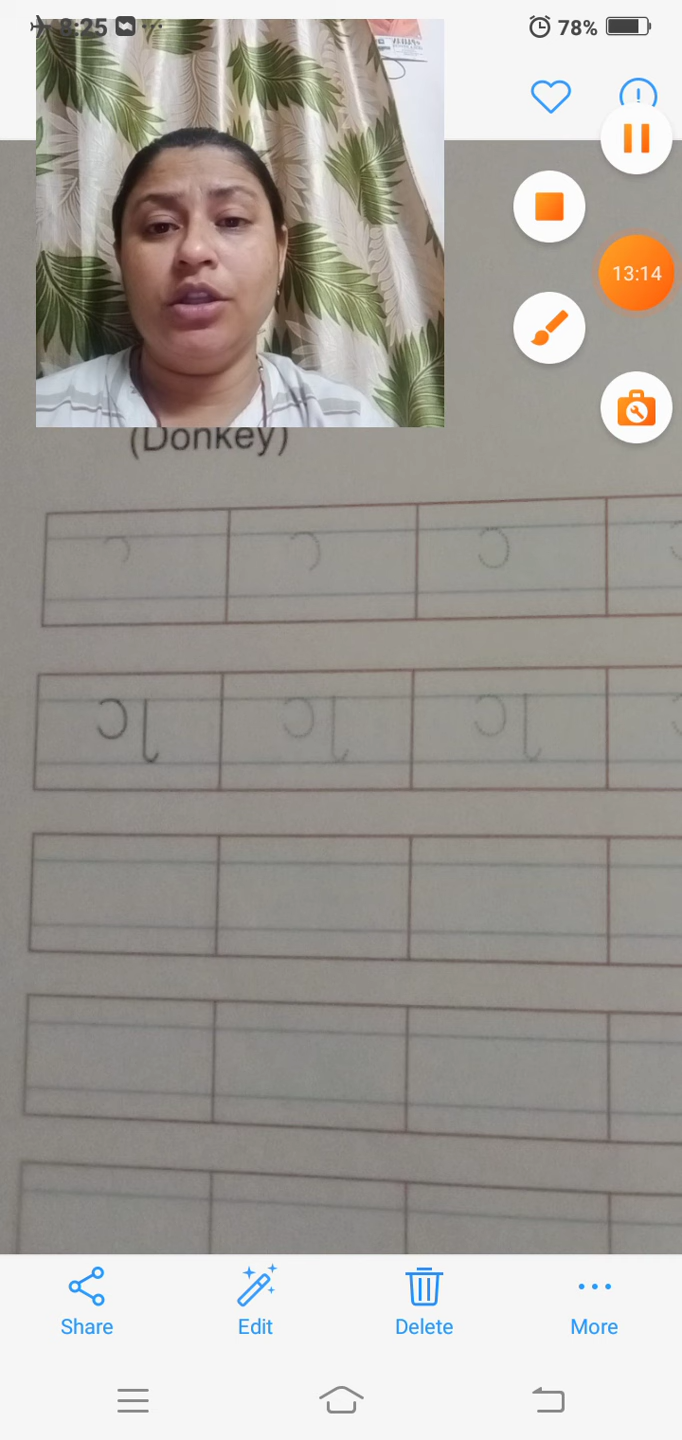 8:25 ... 78%
13:14
(Donkey)
ગ ગ ગ
Share Edit Delete More